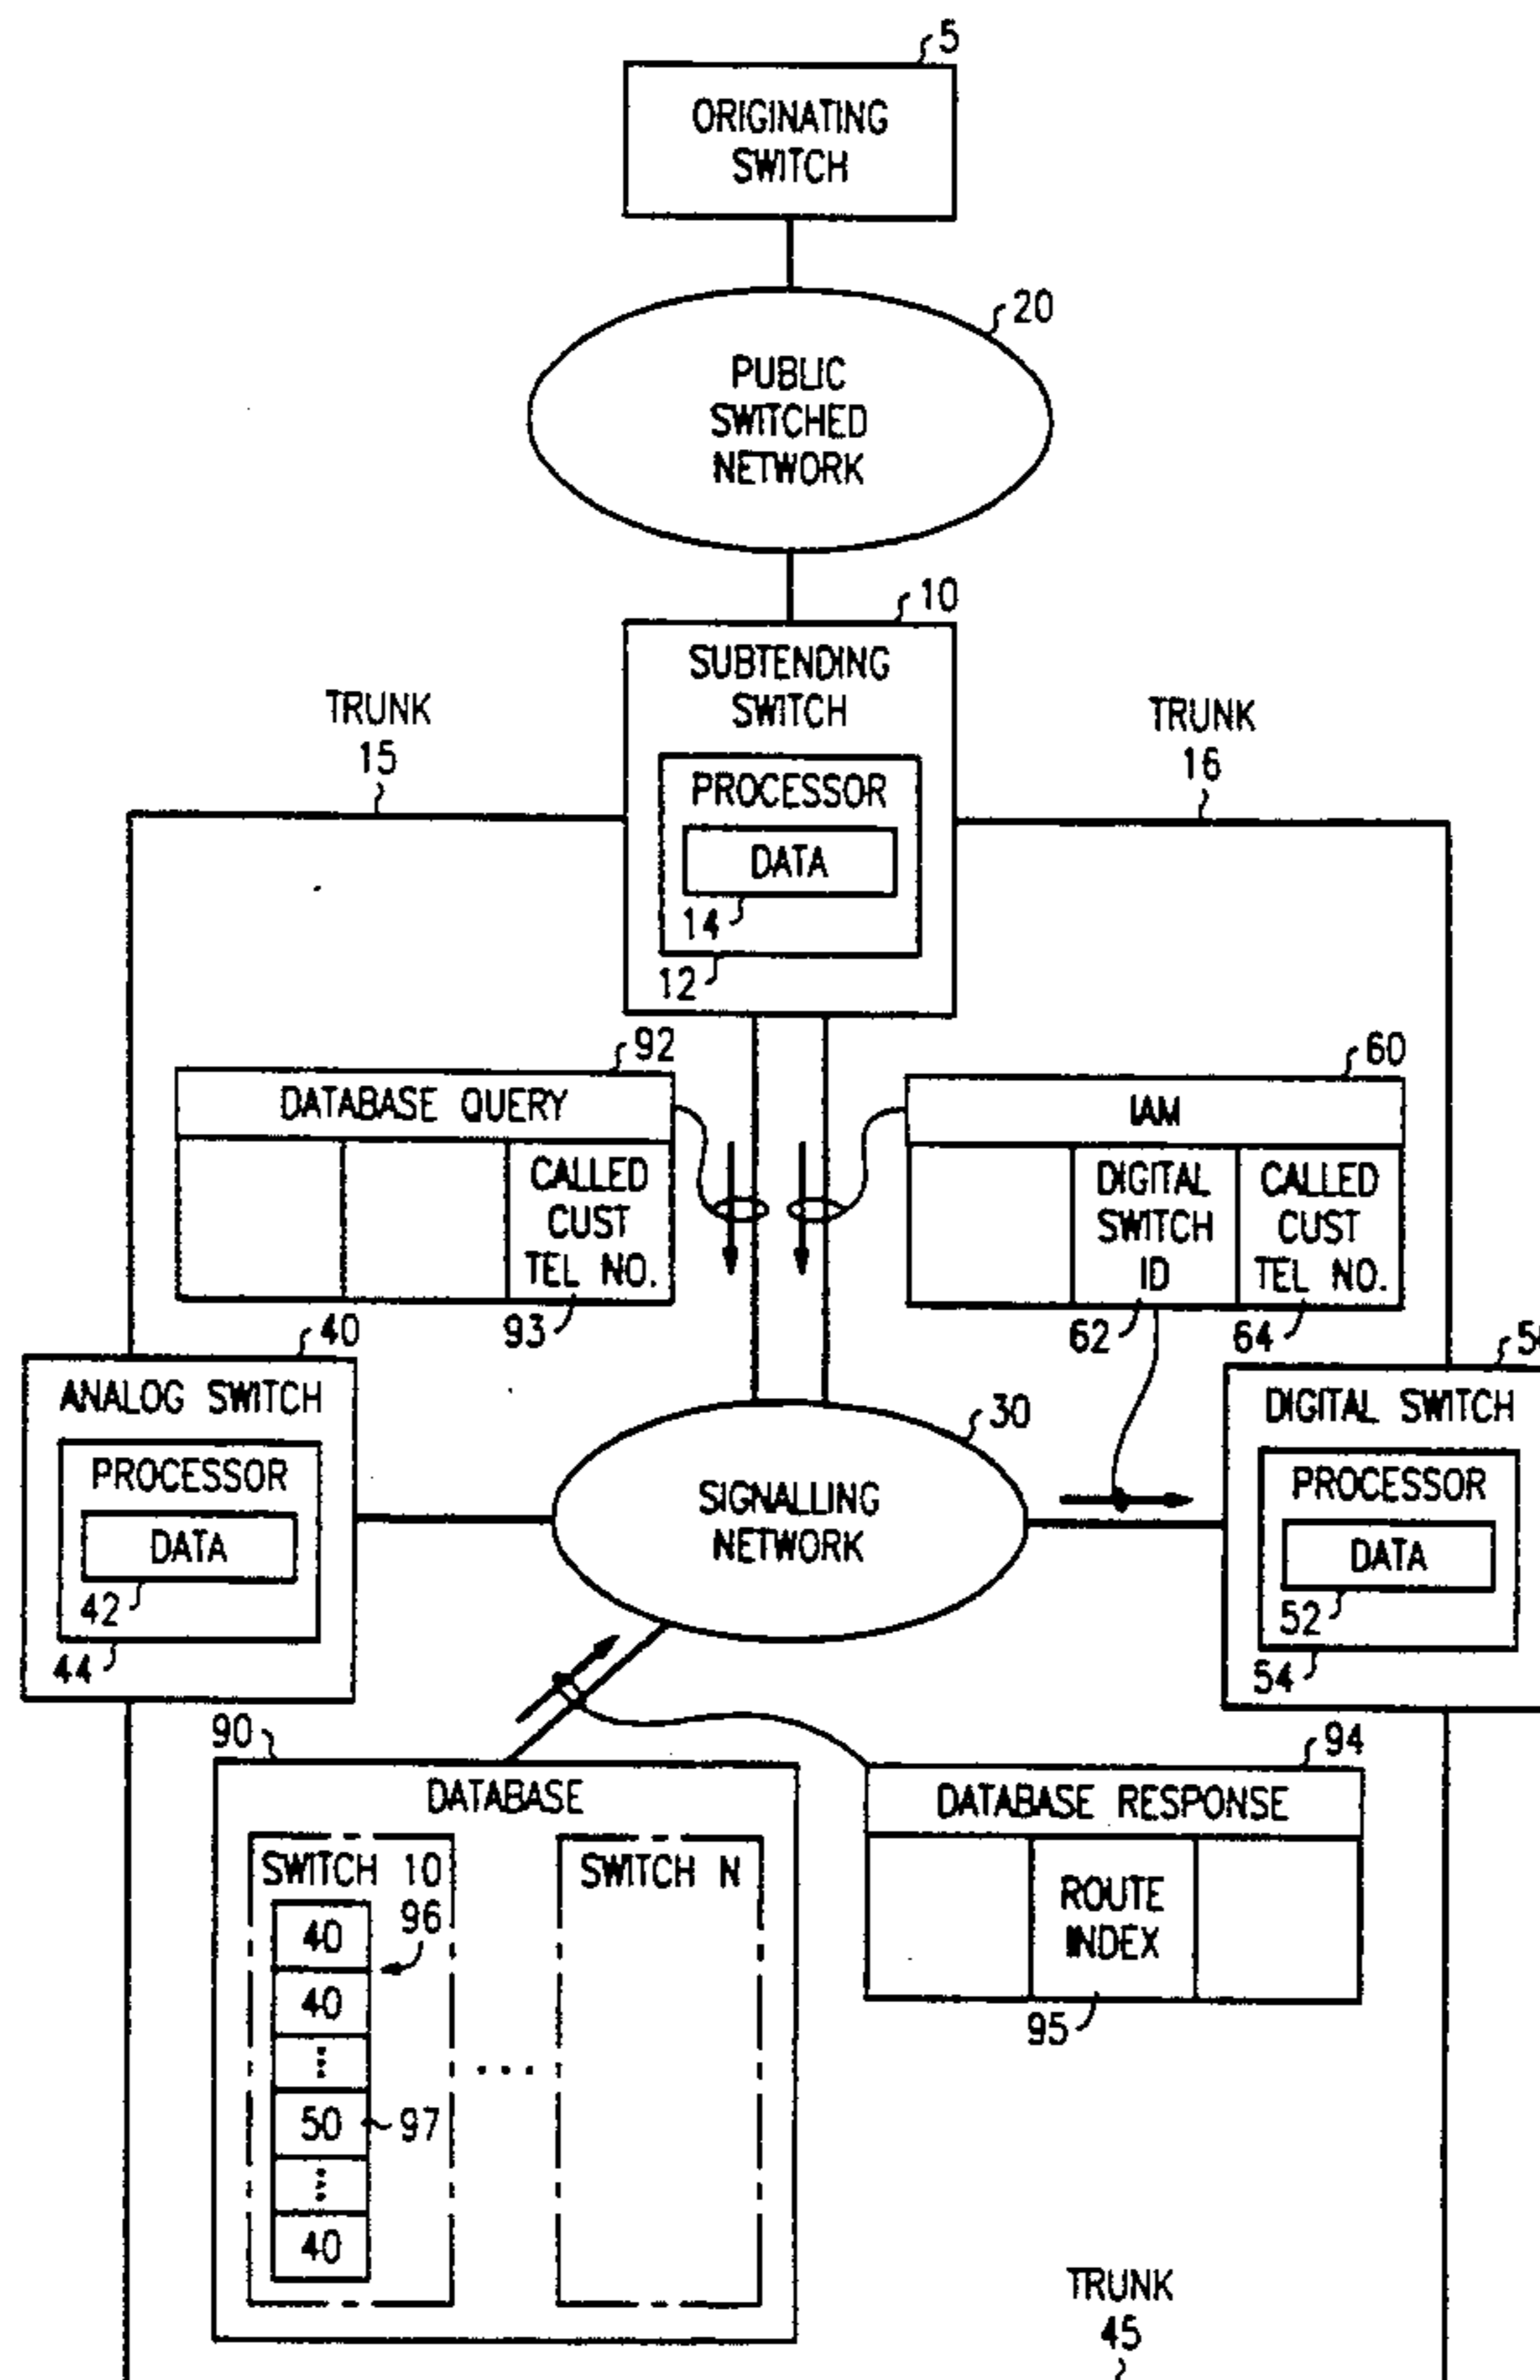 5
ORIGINATING
SWITCH
20
PUBLIC
SWITCHED
NETWORK
10
SUBTENDING
SWITCH
TRUNK
15
TRUNK
16
PROCESSOR
DATA
14
12
92
DATABASE QUERY
CALLED
CUST
TEL NO.
93
60
IAM
DIGITAL
SWITCH
ID
CALLED
CUST
TEL NO.
62
64
40
ANALOG SWITCH
PROCESSOR
DATA
42
44
30
SIGNALLING
NETWORK
DIGITAL SWITCH
PROCESSOR
DATA
52
54
90
DATABASE
SWITCH 10
SWITCH N
96
40
40
⋮
...
50
97
⋮
40
94
DATABASE RESPONSE
ROUTE
INDEX
95
TRUNK
45